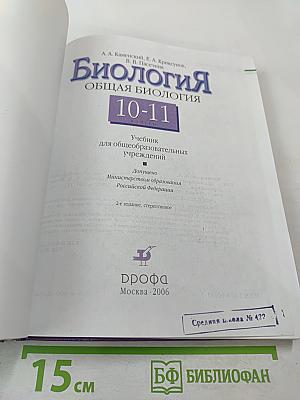 А. А. Каменский, Е. А. Криксунов,
В. В. Пасечник
БИОЛОГИЯ
ОБЩАЯ БИОЛОГИЯ
10-11
Учебник
для общеобразовательных
учреждений
Допущено
Министерством образования
Российской Федерации
2-е издание, стереотипное
ДРОФА
Москва · 2006
Средняя школа № 477
15 см
БФ БИБЛИОФАН